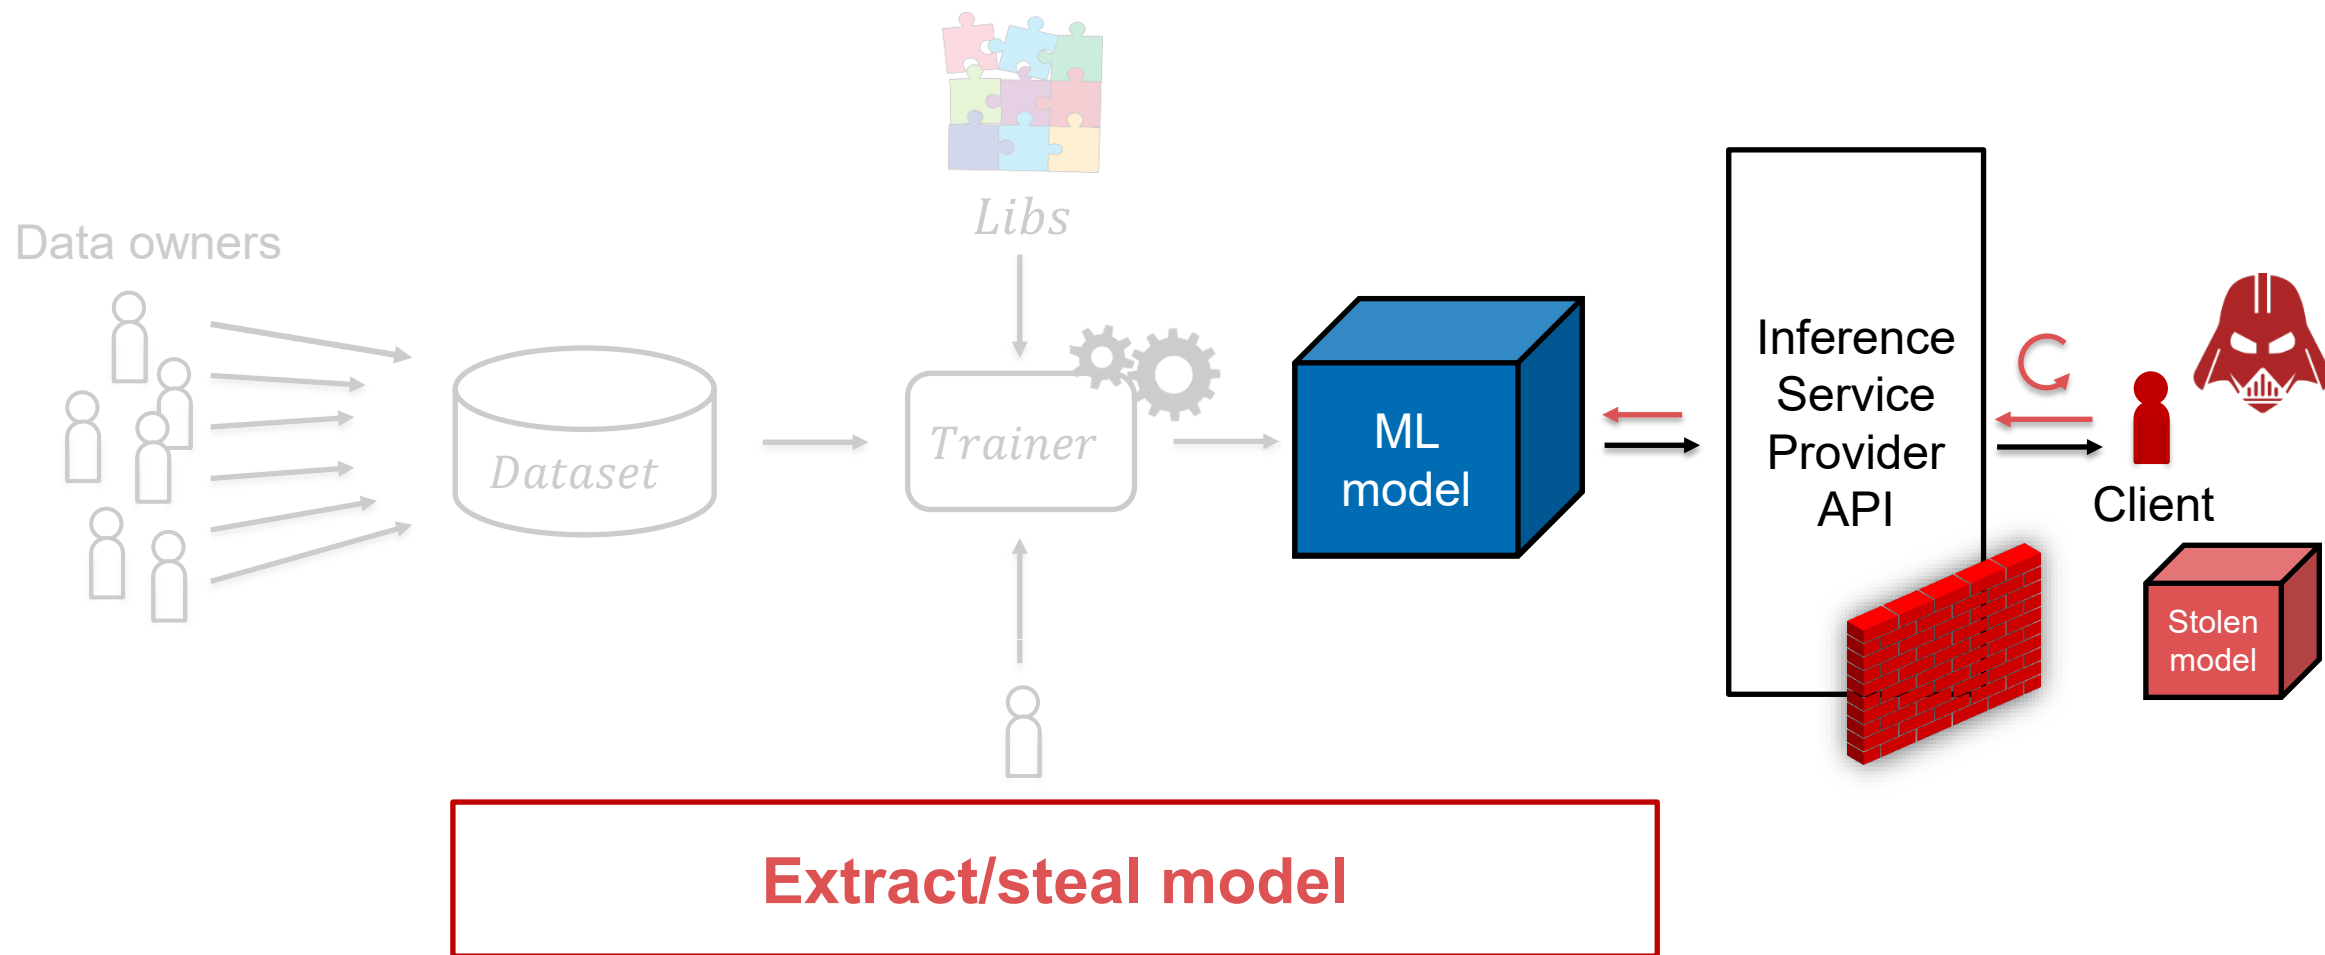 Libs
Data owners
Dataset
Trainer
ML
model
Inference
Service
Provider
API
Client
Stolen
model
Extract/steal model